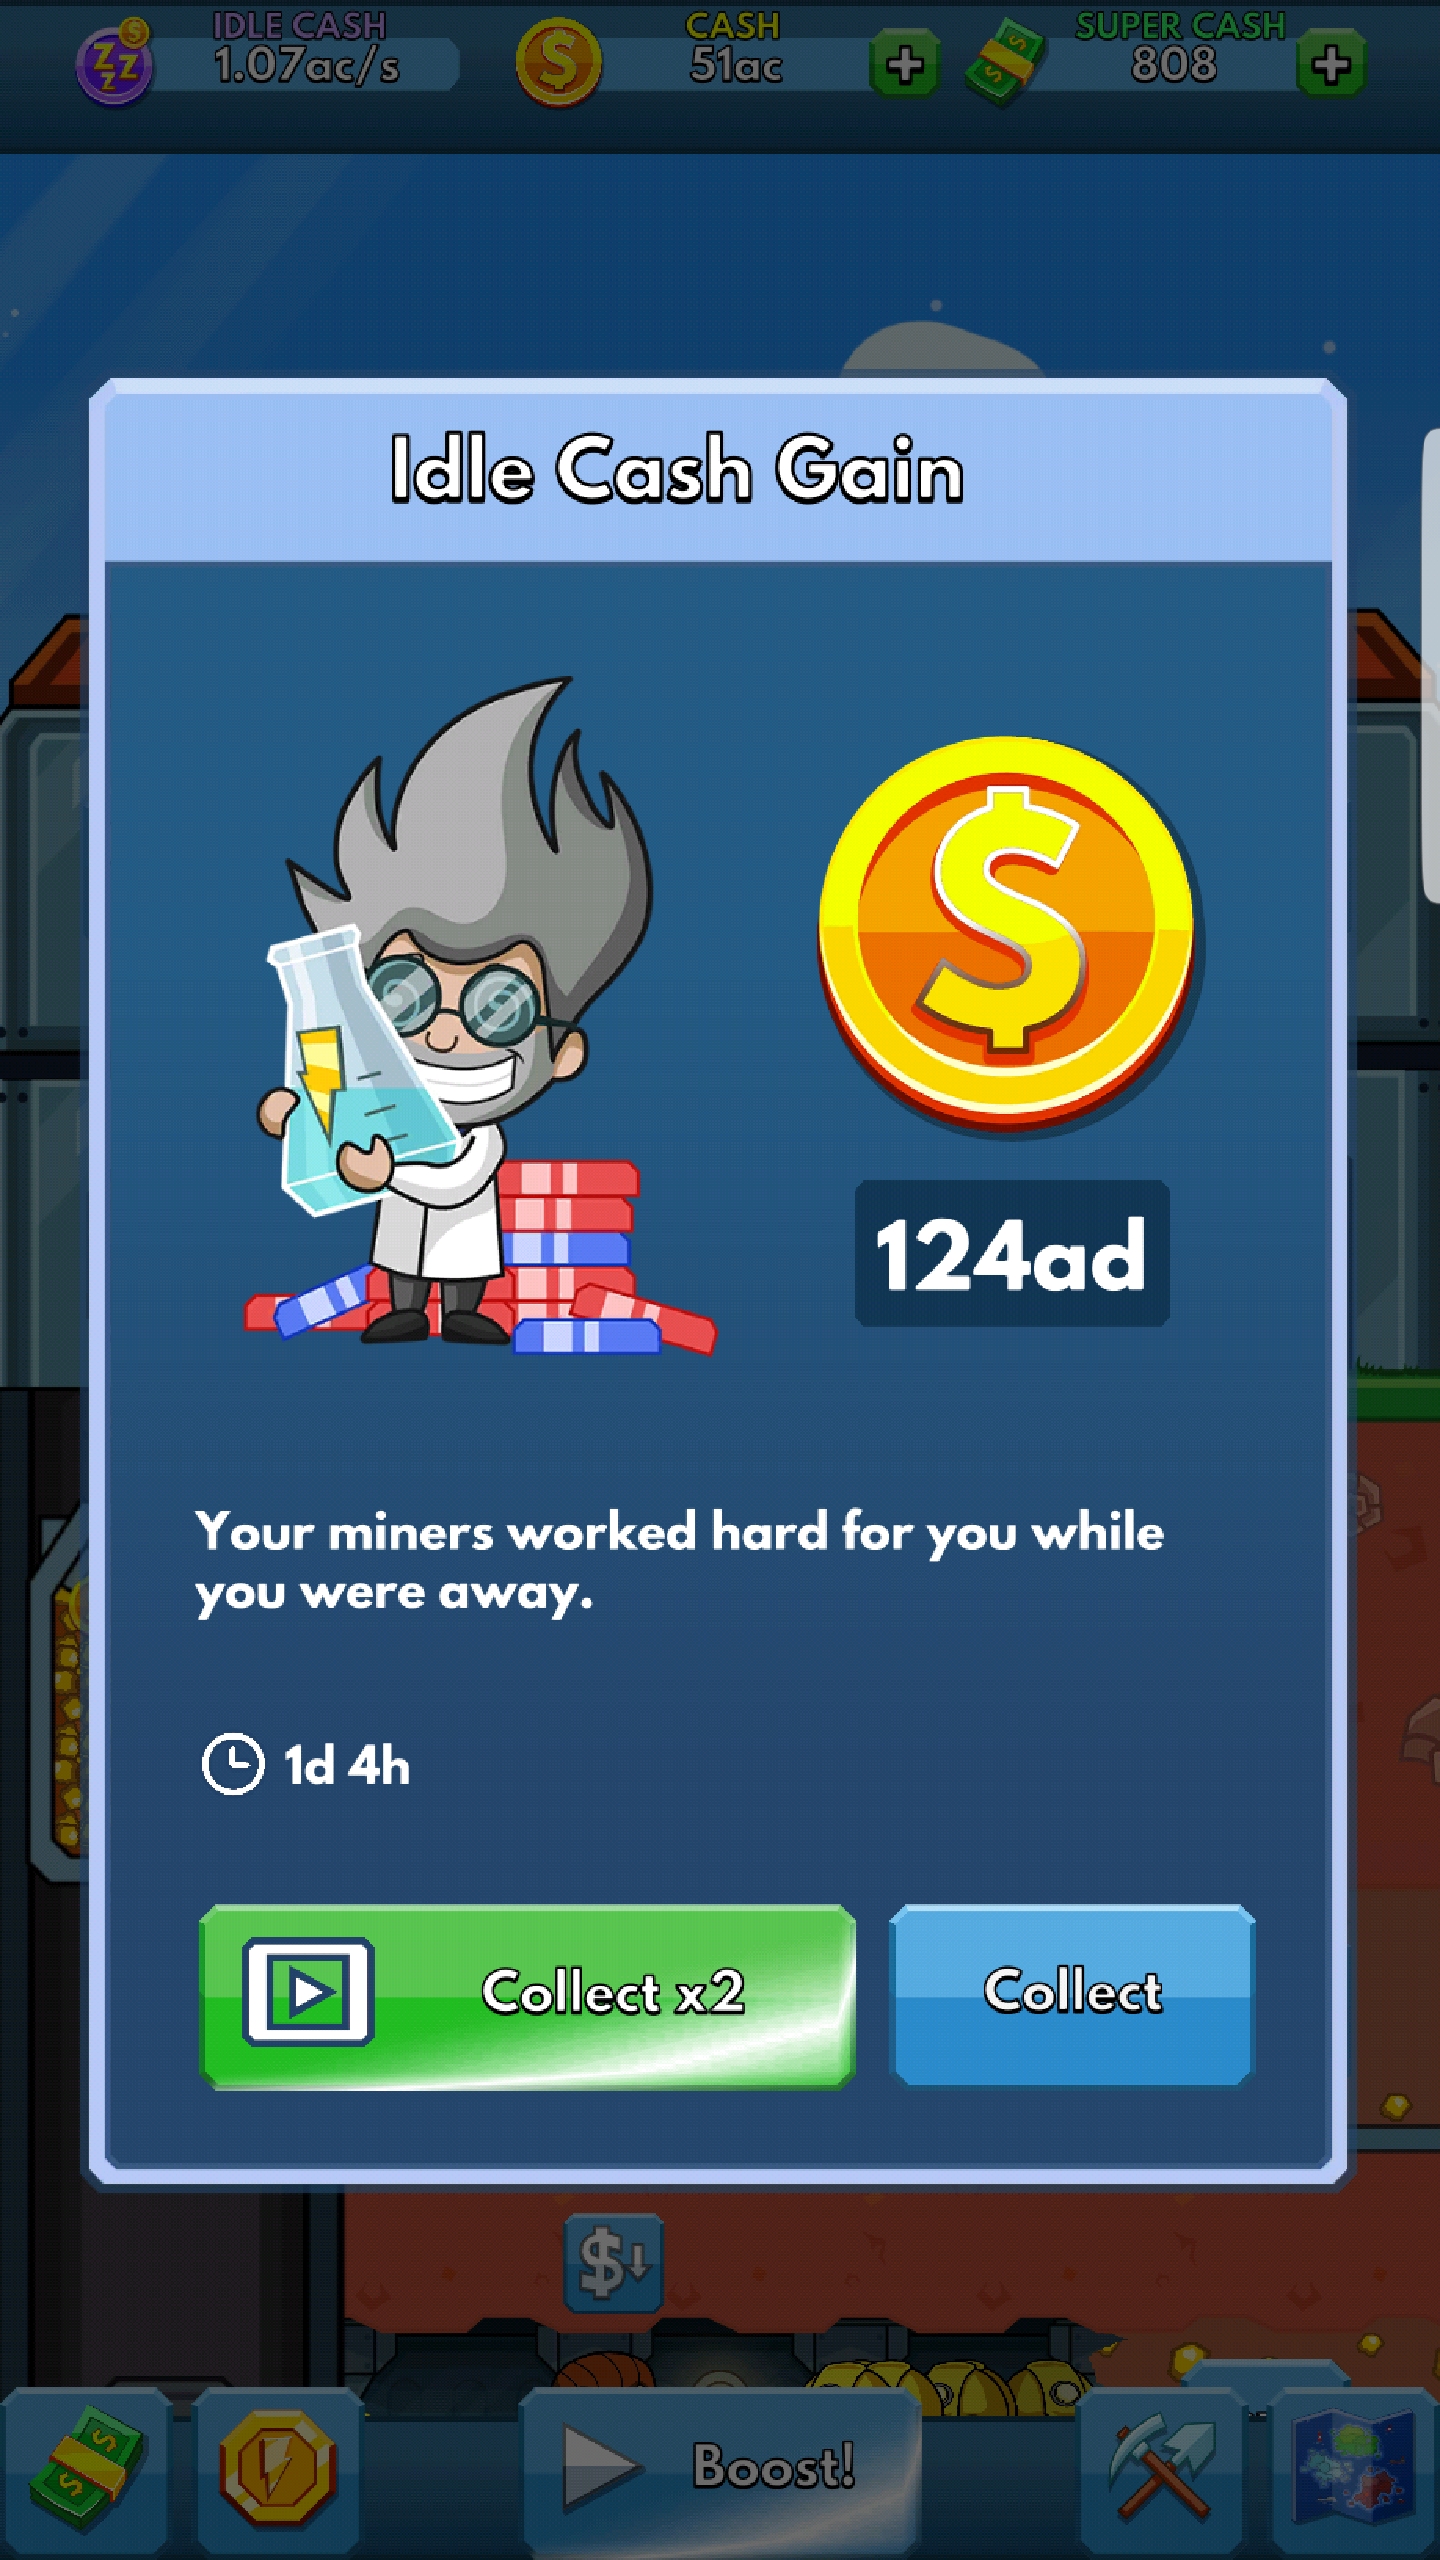 IDLE CASH
1.07ac/s
CASH
51ac
SUPER CASH
808
Idle Cash Gain
124ad
Your miners worked hard for you while
you were away.
1d 4h
Collect x2
Collect
Boost!